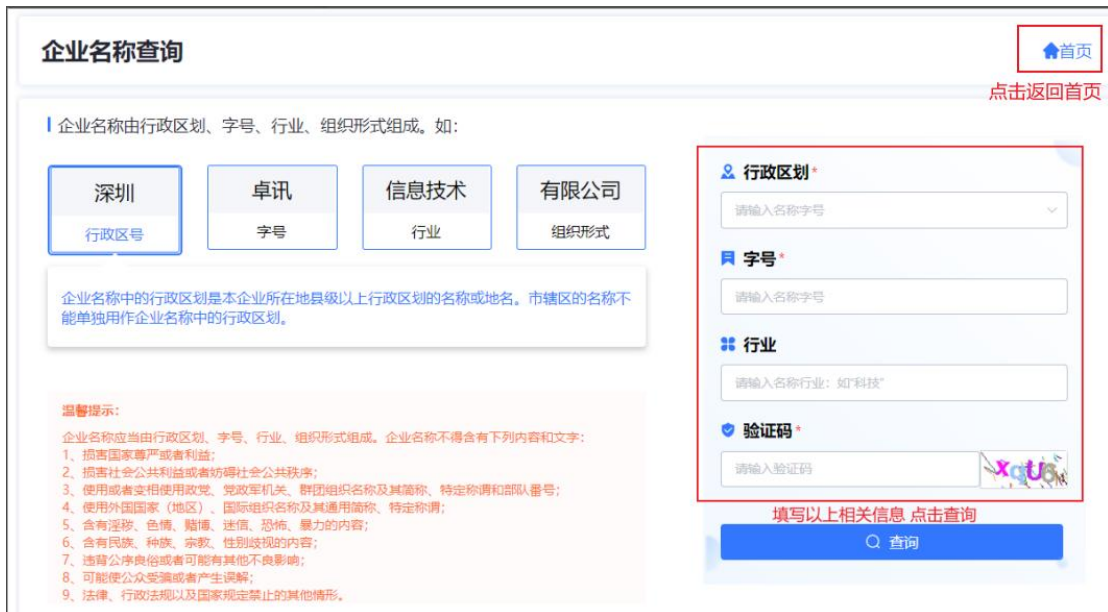 企业名称查询
首页
点击返回首页
企业名称由行政区划、字号、行业、组织形式组成。如：
深圳
行政区号
卓讯
字号
信息技术
行业
有限公司
组织形式
企业名称中的行政区划是本企业所在地县级以上行政区划的名称或地名。市辖区的名称不
能单独用作企业名称中的行政区划。
温馨提示：
企业名称应当由行政区划、字号、行业、组织形式组成。企业名称不得含有下列内容和文字：
1、损害国家尊严或者利益；
2、损害社会公共利益或者妨碍社会公共秩序；
3、使用或者变相使用政党、党政军机关、群团组织名称及其简称、特定称谓和部队番号；
4、使用外国国家（地区）、国际组织名称及其通用简称、特定称谓；
5、含有淫秽、色情、赌博、迷信、恐怖、暴力的内容；
6、含有民族、种族、宗教、性别歧视的内容；
7、违背公序良俗或者可能有其他不良影响；
8、可能使公众受骗或者产生误解；
9、法律、行政法规以及国家规定禁止的其他情形。
行政区划*
请输入名称字号
字号*
请输入名称字号
行业
请输入名称行业：如"科技"
验证码*
请输入验证码
XqU6
填写以上相关信息 点击查询
查询